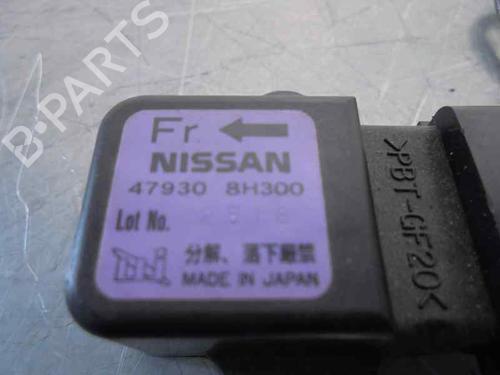 B-PARTS
Fr ←
NISSAN
47930 8H300
Lot No.
分解、落下厳禁
MADE IN JAPAN
>PBT-GF20<